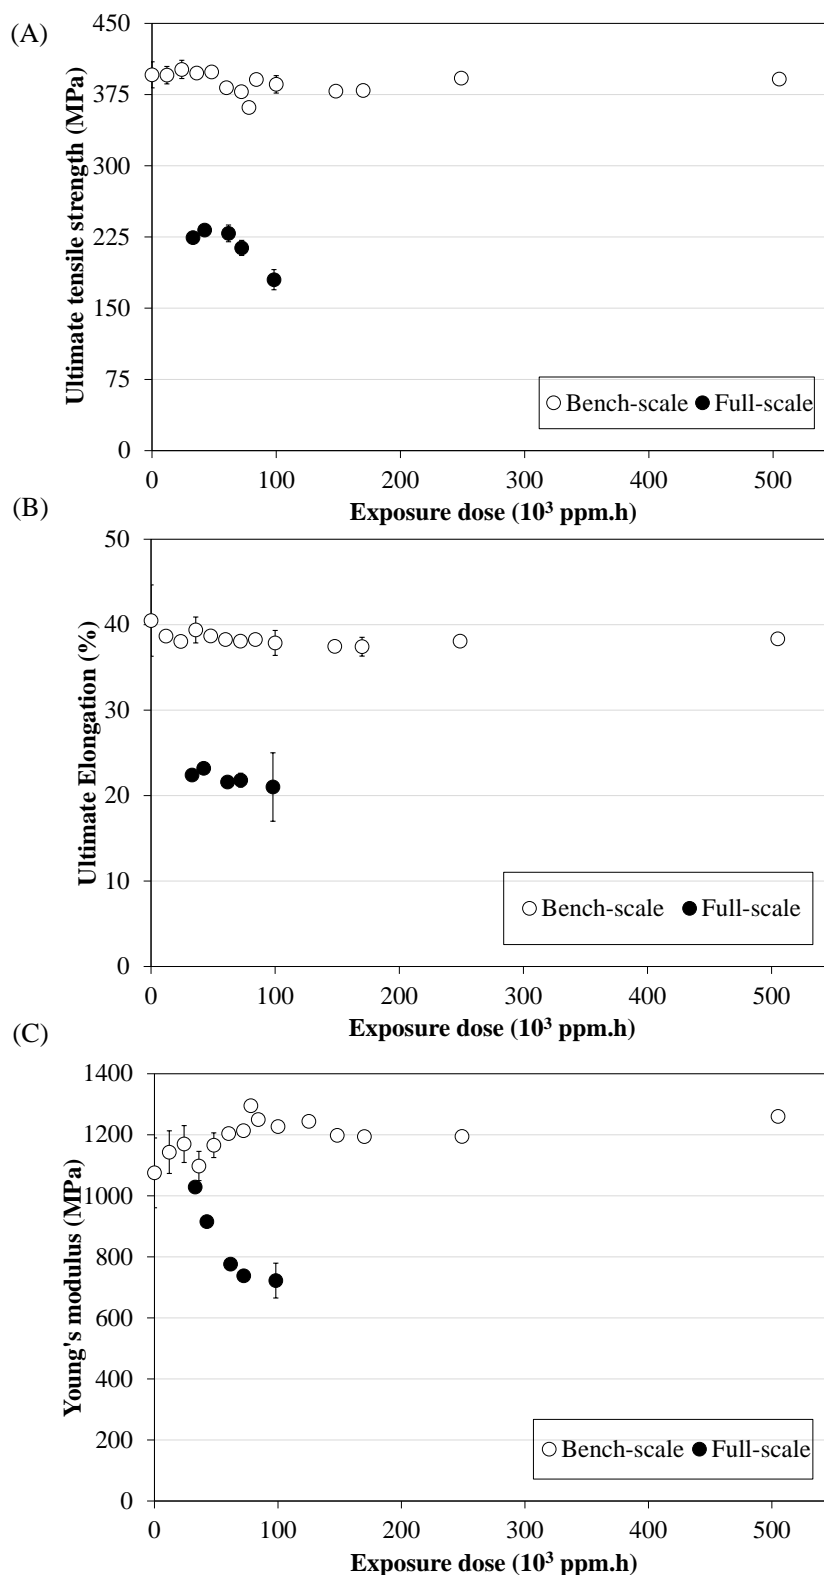 (A)
Ultimate tensile strength (MPa)
450
375
300
225
150
75
0
0 100 200 300 400 500
Bench-scale Full-scale
Exposure dose (10³ ppm.h)
(B)
Ultimate Elongation (%)
50
40
30
20
10
0
0 100 200 300 400 500
Bench-scale Full-scale
Exposure dose (10³ ppm.h)
(C)
Young's modulus (MPa)
1400
1200
1000
800
600
400
200
0
0 100 200 300 400 500
Bench-scale Full-scale
Exposure dose (10³ ppm.h)